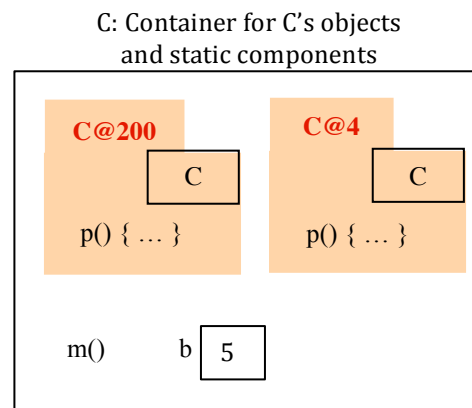 C: Container for C’s objects
and static components
C@200 C@4
C C
p() { … } p() { … }
m() b 5